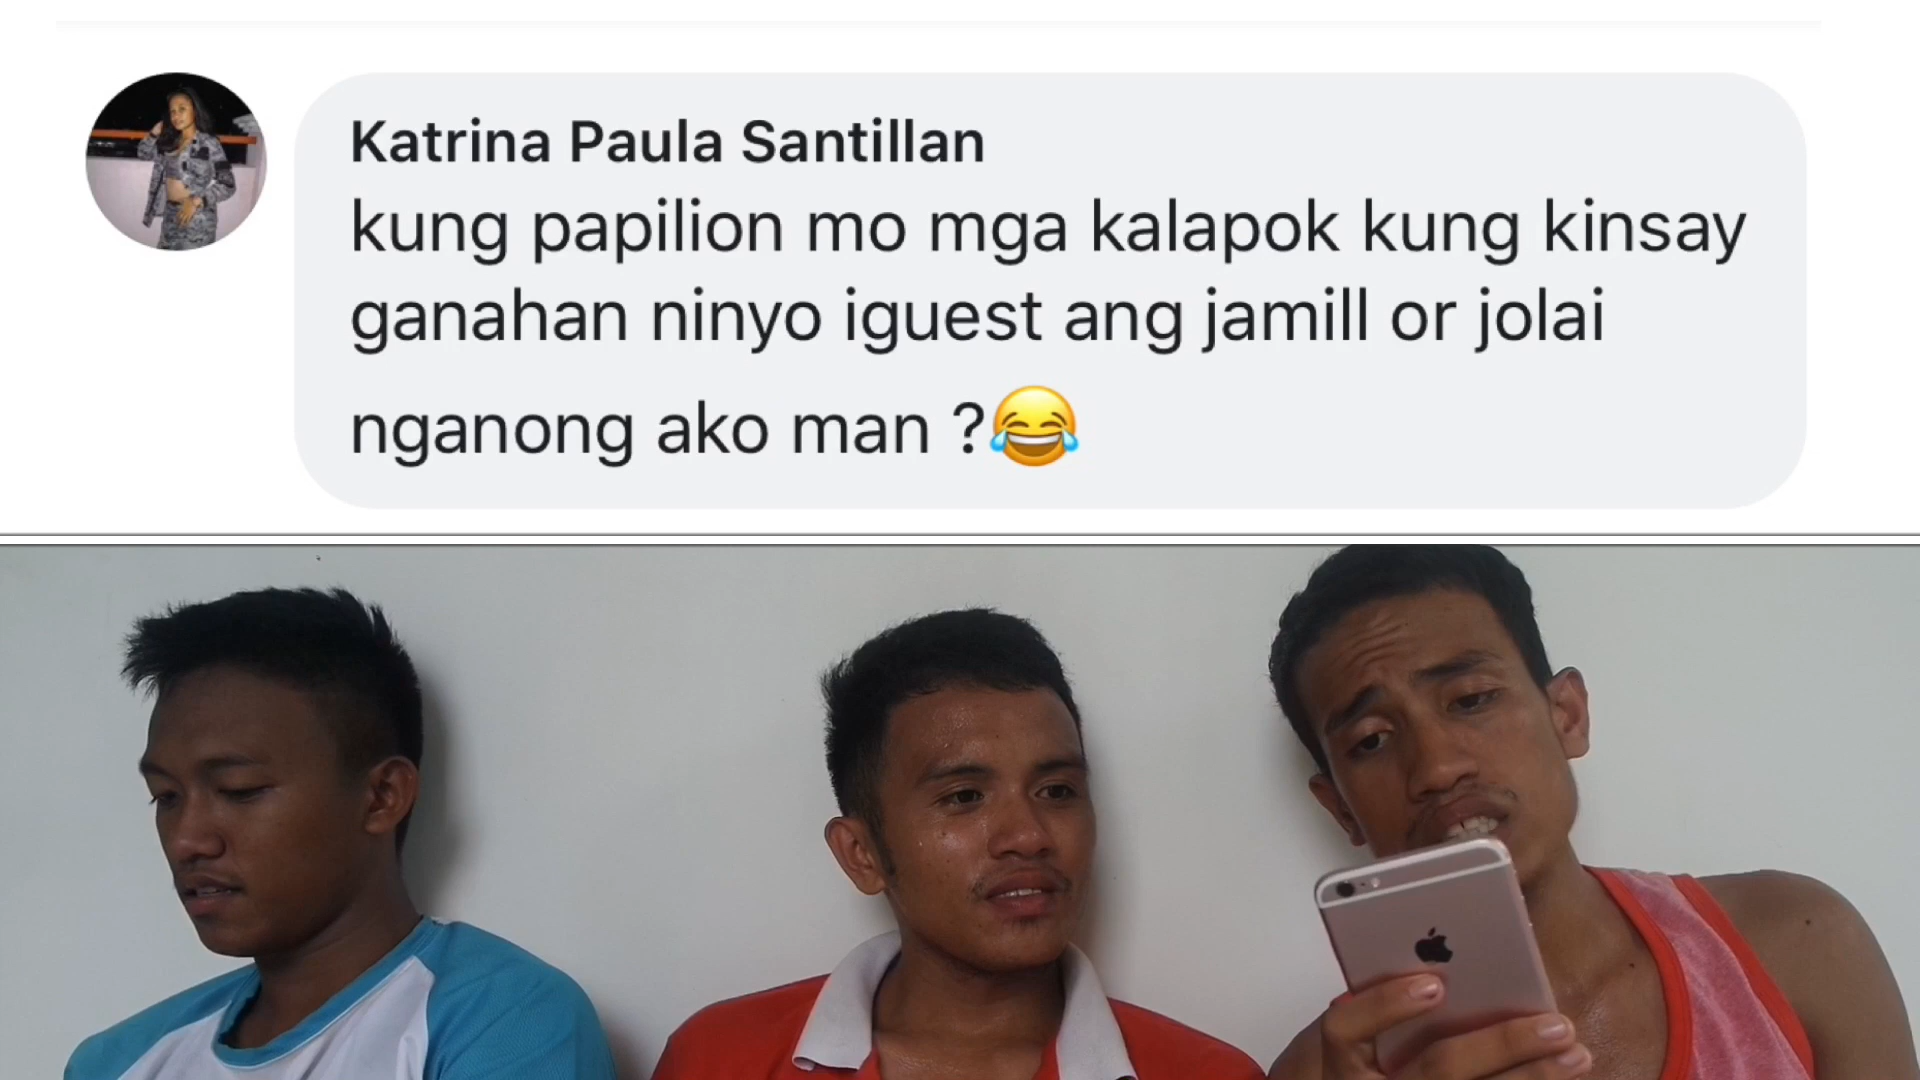 Katrina Paula Santillan
kung papilion mo mga kalapok kung kinsay
ganahan ninyo iguest ang jamill or jolai
nganong ako man ?😂